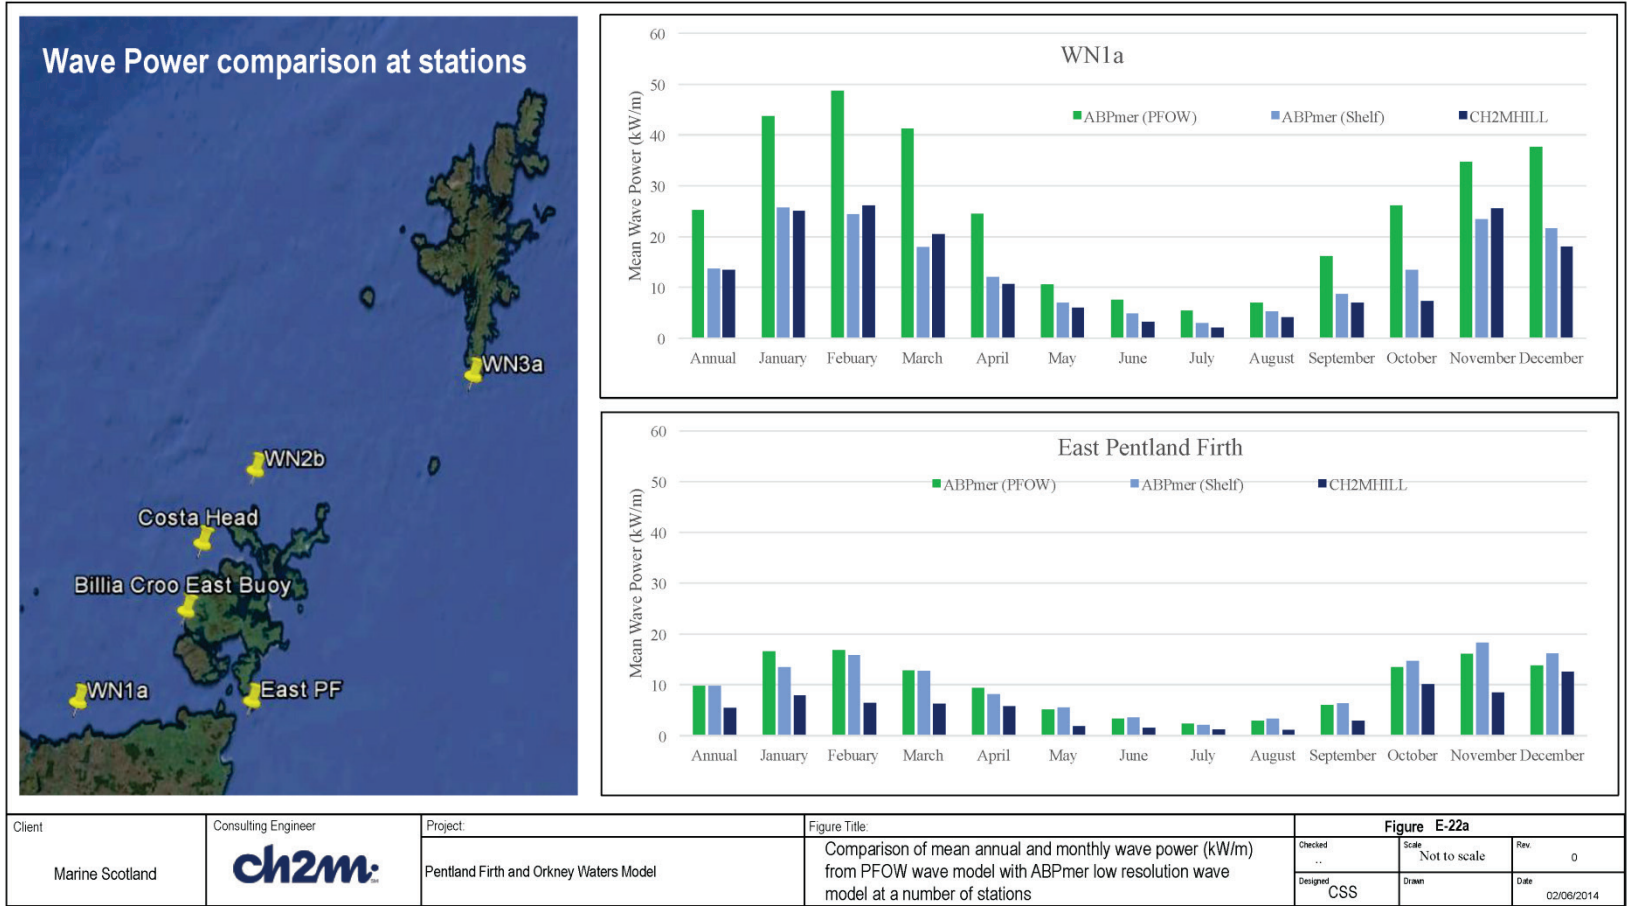 Wave Power comparison at stations
WN3a
WN2b
Costa Head
Billia Croo East Buoy
WN1a
East PF
WN1a
Mean Wave Power (kW/m)
60
50
40
30
20
10
0
ABPmer (PFOW) ABPmer (Shelf) CH2MHILL
Annual January Febuary March April May June July August September October November December
East Pentland Firth
Mean Wave Power (kW/m)
60
50
40
30
20
10
0
ABPmer (PFOW) ABPmer (Shelf) CH2MHILL
Annual January Febuary March April May June July August September October November December
Client
Marine Scotland
Consulting Engineer
ch2m:
Project:
Pentland Firth and Orkney Waters Model
Figure Title:
Comparison of mean annual and monthly wave power (kW/m)
from PFOW wave model with ABPmer low resolution wave
model at a number of stations
Figure E-22a
Checked
..
Scale
Not to scale
Rev.
0
Designed
CSS
Drawn
Date
02/06/2014